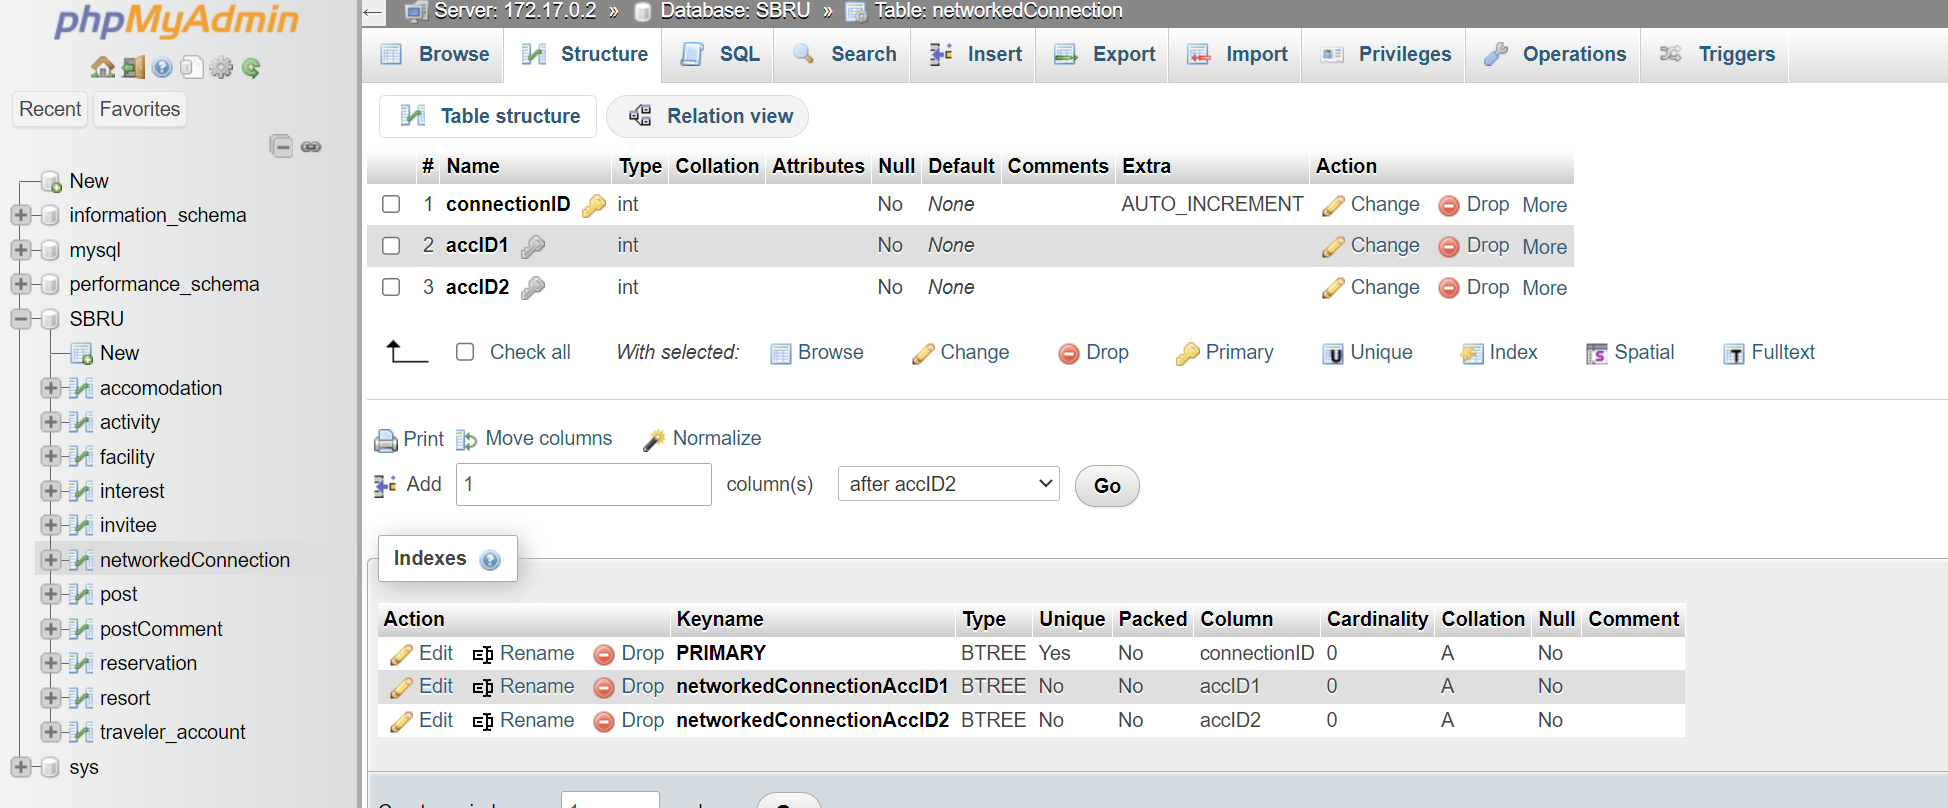 phpMyAdmin
Recent Favorites
New
information_schema
mysql
performance_schema
SBRU
New
accomodation
activity
facility
interest
invitee
networkedConnection
post
postComment
reservation
resort
traveler_account
sys
Server: 172.17.0.2 » Database: SBRU » Table: networkedConnection
Browse Structure SQL Search Insert Export Import Privileges Operations Triggers
Table structure Relation view
# Name Type Collation Attributes Null Default Comments Extra Action
1 connectionID int No None AUTO_INCREMENT Change Drop More
2 accID1 int No None Change Drop More
3 accID2 int No None Change Drop More
Check all With selected: Browse Change Drop Primary Unique Index Spatial Fulltext
Print Move columns Normalize
Add 1 column(s) after accID2 Go
Indexes
Action Keyname Type Unique Packed Column Cardinality Collation Null Comment
Edit Rename Drop PRIMARY BTREE Yes No connectionID 0 A No
Edit Rename Drop networkedConnectionAccID1 BTREE No No accID1 0 A No
Edit Rename Drop networkedConnectionAccID2 BTREE No No accID2 0 A No